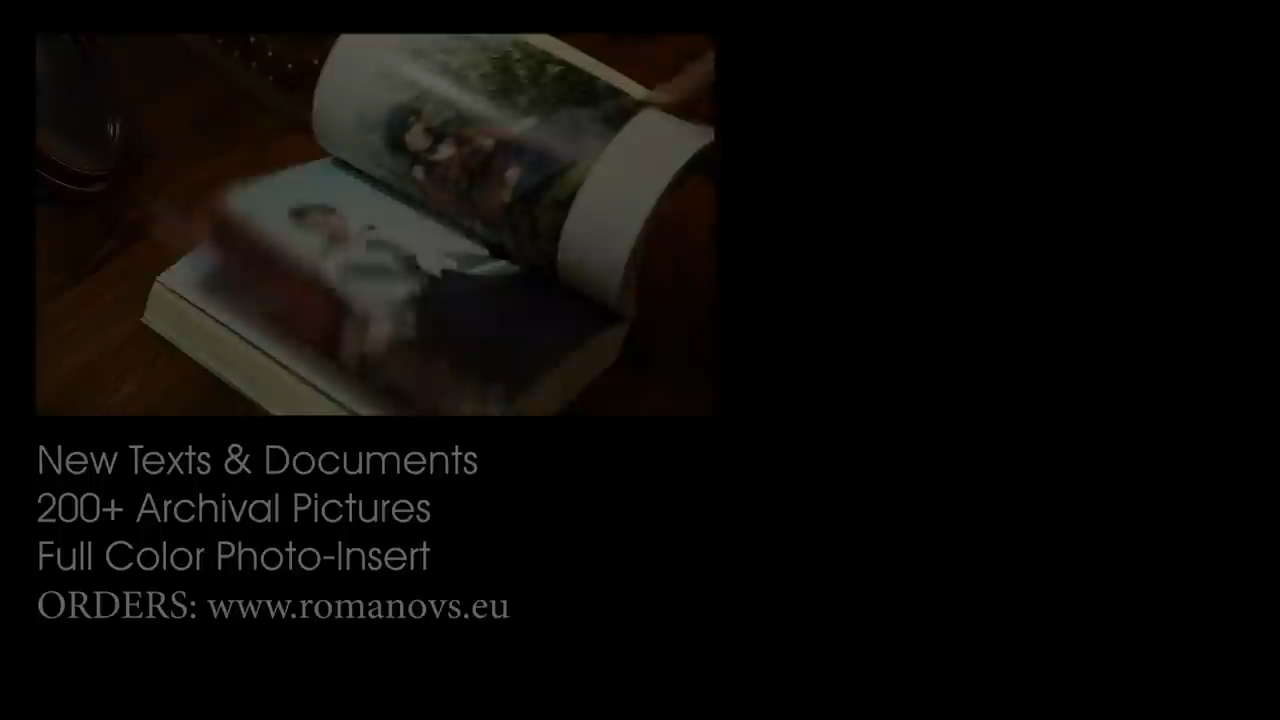 New Texts & Documents
200+ Archival Pictures
Full Color Photo-Insert
ORDERS: www.romanovs.eu